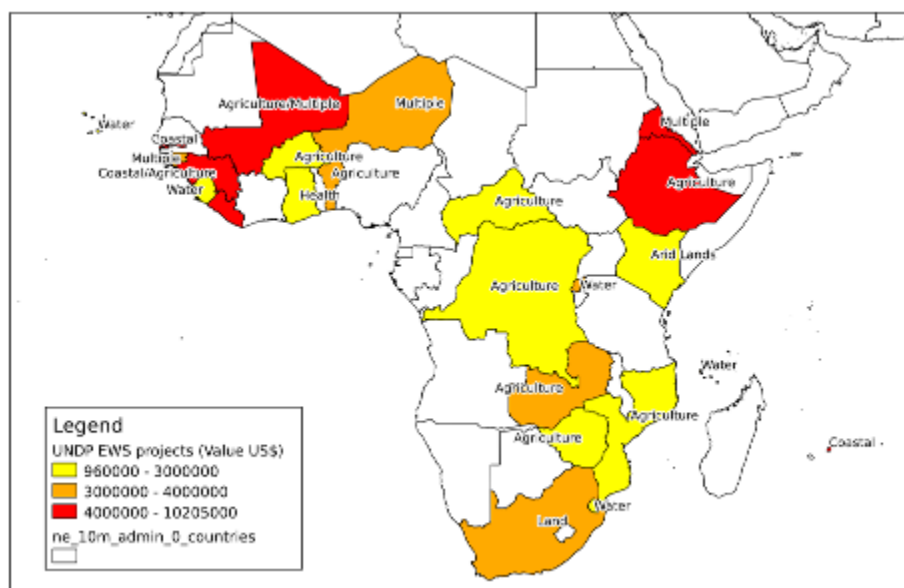 Water
Agriculture/Multiple
Multiple
Multiple
Coastal
Multiple
Agriculture
Coastal/Agriculture
Agriculture
Agriculture
Water
Health
Agriculture
Arid Lands
Agriculture
Water
Water
Agriculture
Agriculture
Agriculture
Coastal
Water
Land
Legend
UNDP EWS projects (Value US$)
960000 - 3000000
3000000 - 4000000
4000000 - 10205000
ne_10m_admin_0_countries